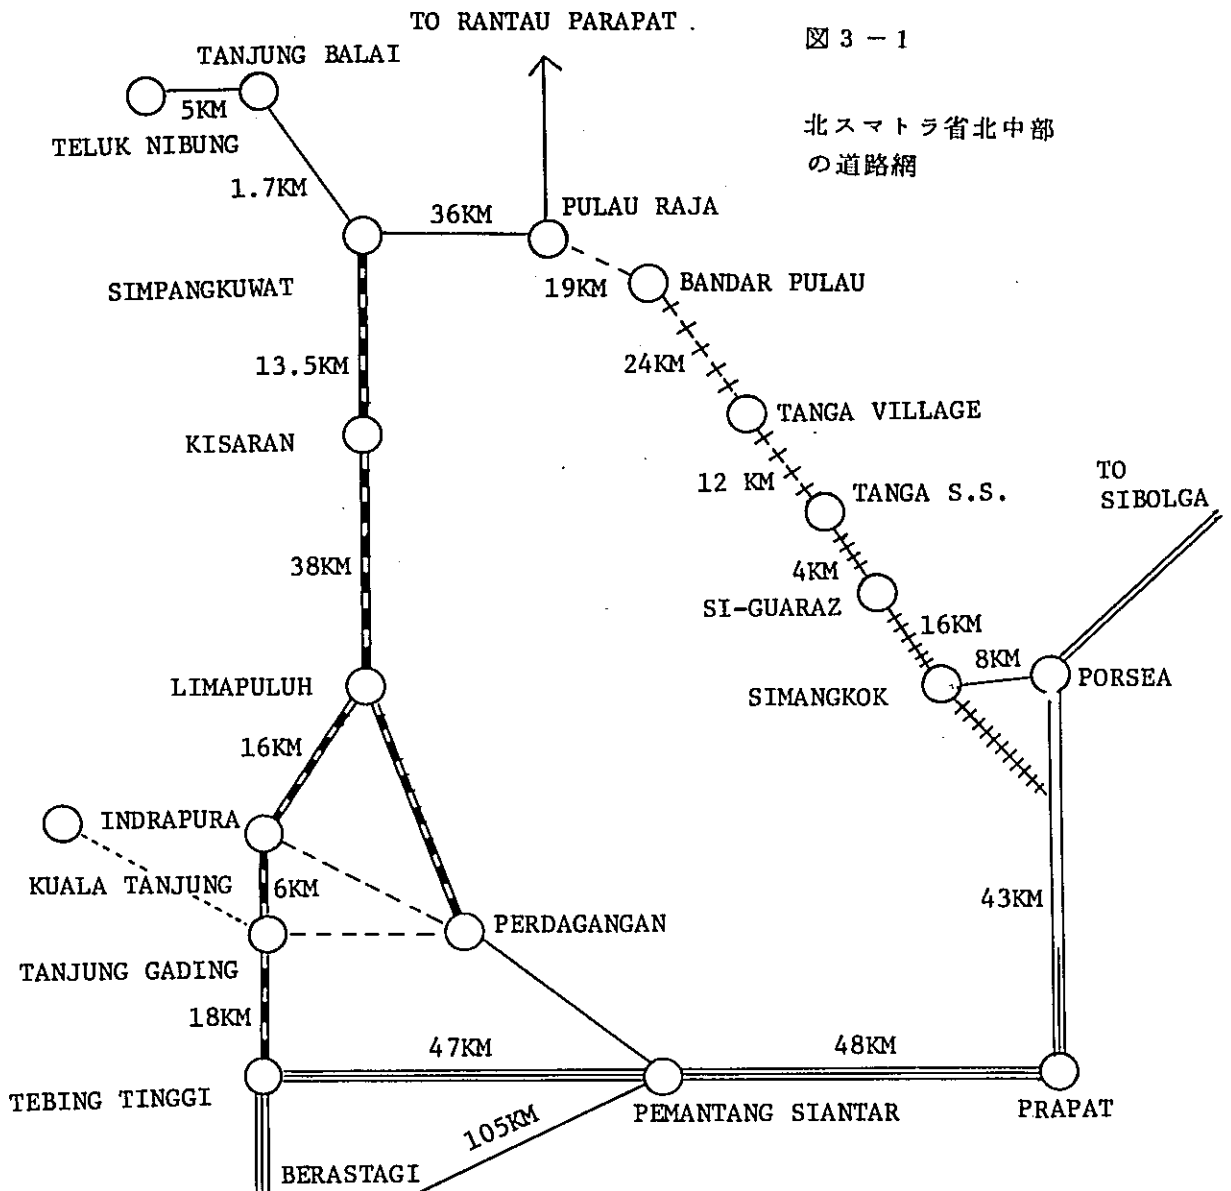 TO RANTAU PARAPAT
図3-1
TANJUNG BALAI
5KM
TELUK NIBUNG
北スマトラ省北中部
の道路網
1.7KM
36KM
PULAU RAJA
SIMPANGKUWAT
19KM
BANDAR PULAU
13.5KM
24KM
TANGA VILLAGE
KISARAN
12 KM
TANGA S.S.
TO
SIBOLGA
38KM
4KM
SI-GUARAZ
16KM
8KM
LIMAPULUH
SIMANGKOK
PORSEA
16KM
INDRAPURA
KUALA TANJUNG
6KM
43KM
PERDAGANGAN
TANJUNG GADING
18KM
47KM
48KM
TEBING TINGGI
PEMANTANG SIANTAR
PRAPAT
105KM
BERASTAGI